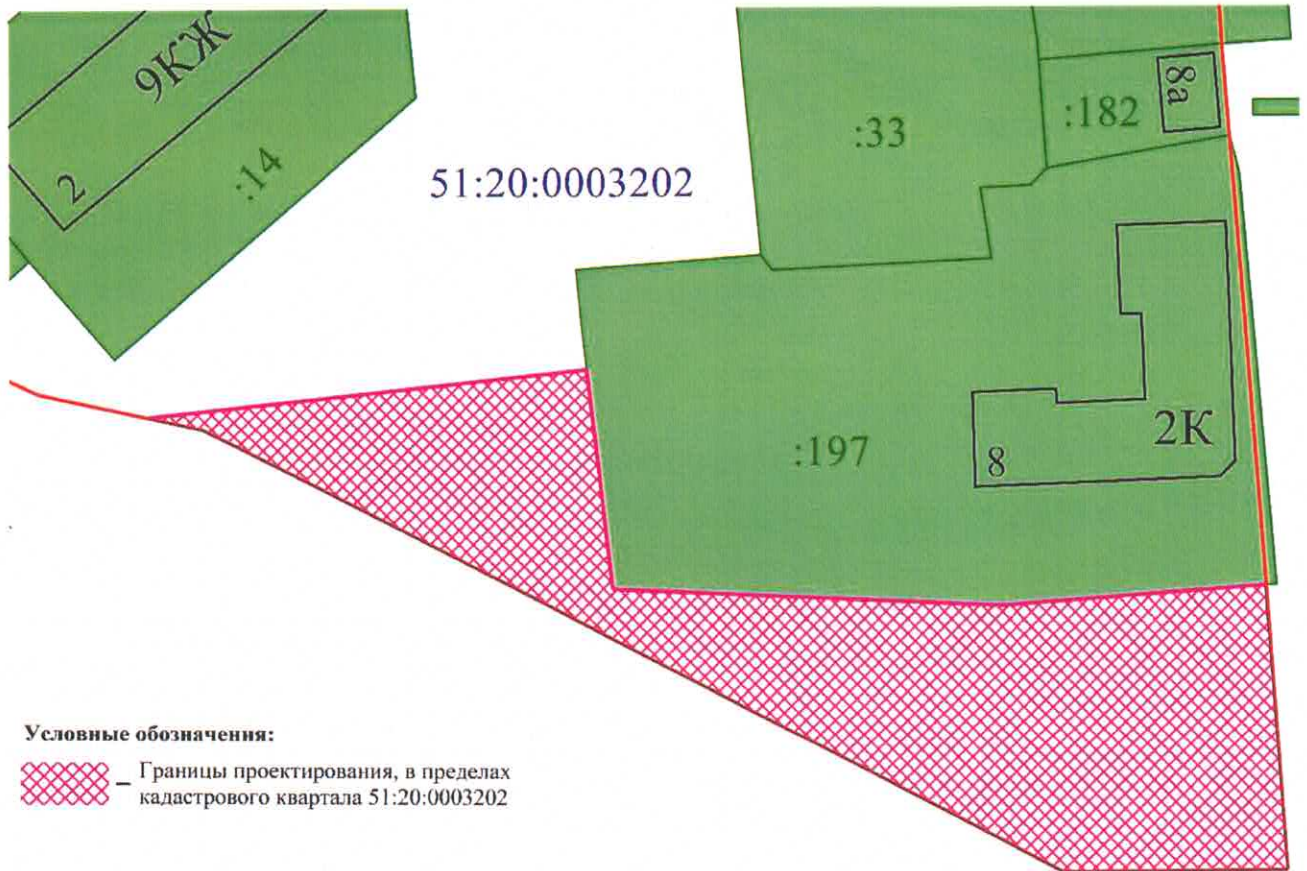 9КЖ
2
:14
51:20:0003202
:33
:182
8а
:197
2К
8
Условные обозначения:
– Границы проектирования, в пределах
кадастрового квартала 51:20:0003202